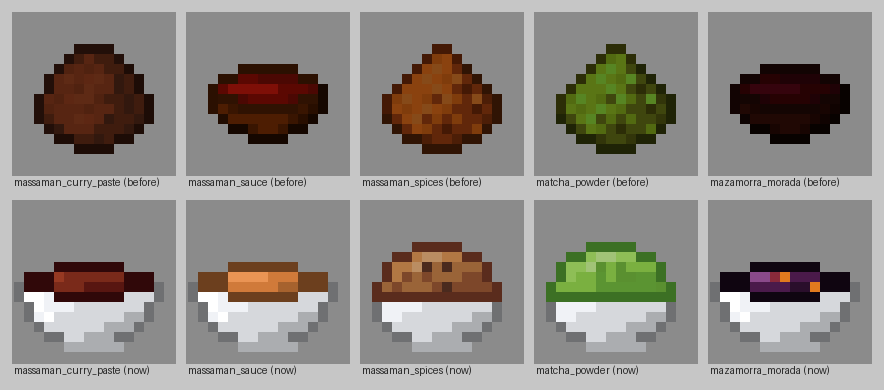 massaman_curry_paste (before) massaman_sauce (before) massaman_spices (before) matcha_powder (before) mazamorra_morada (before)
massaman_curry_paste (now) massaman_sauce (now) massaman_spices (now) matcha_powder (now) mazamorra_morada (now)